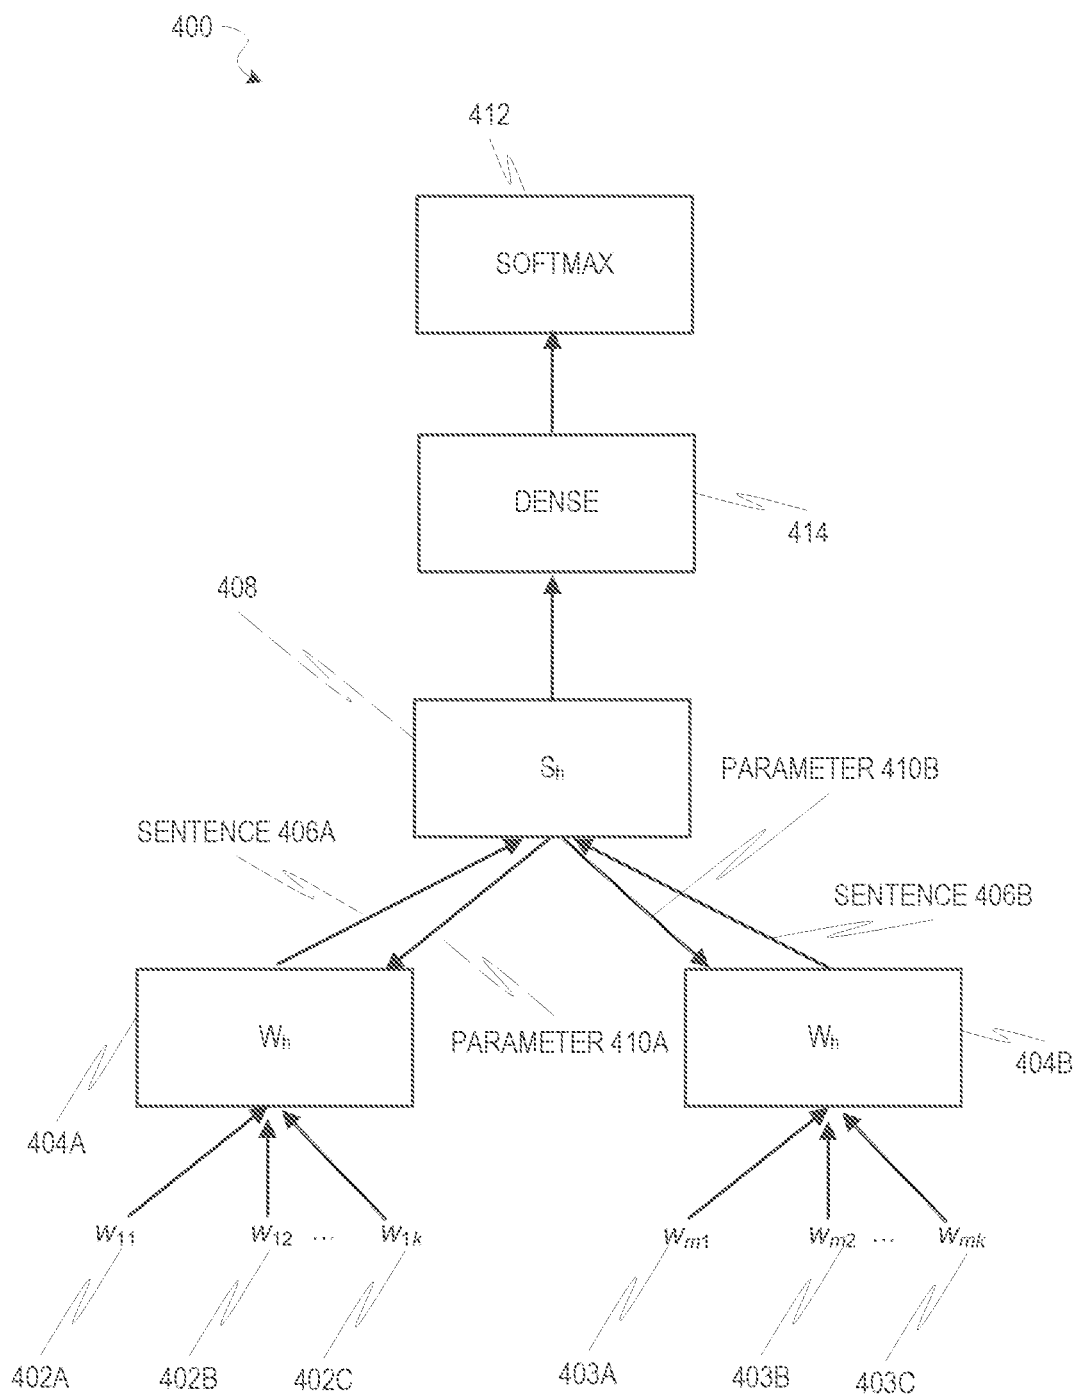 400
412
SOFTMAX
DENSE
414
408
Sh
PARAMETER 410B
SENTENCE 406A
SENTENCE 406B
Wh
PARAMETER 410A
Wh
404B
404A
w11
w12 ... w1k
wm1
wm2 ... wmk
402A
402B
402C
403A
403B
403C